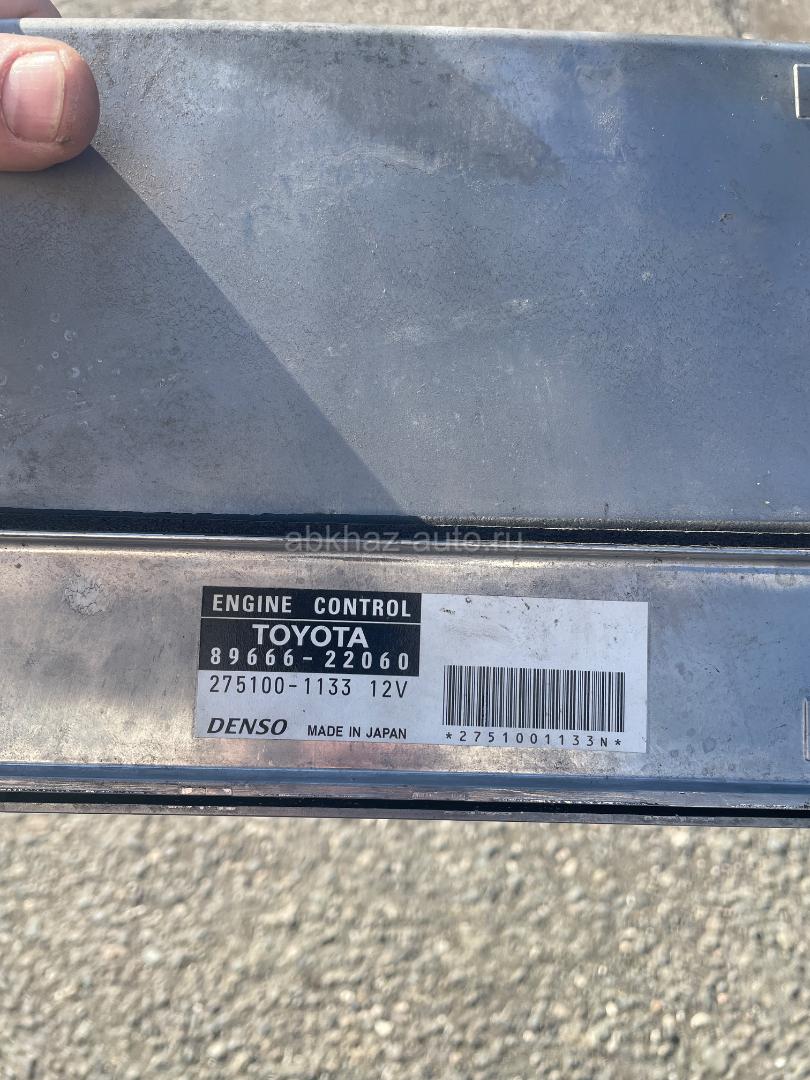 abkhaz-auto.ru
ENGINE CONTROL
TOYOTA
89666-22060
275100-1133 12V
DENSO MADE IN JAPAN
*2751001133N*